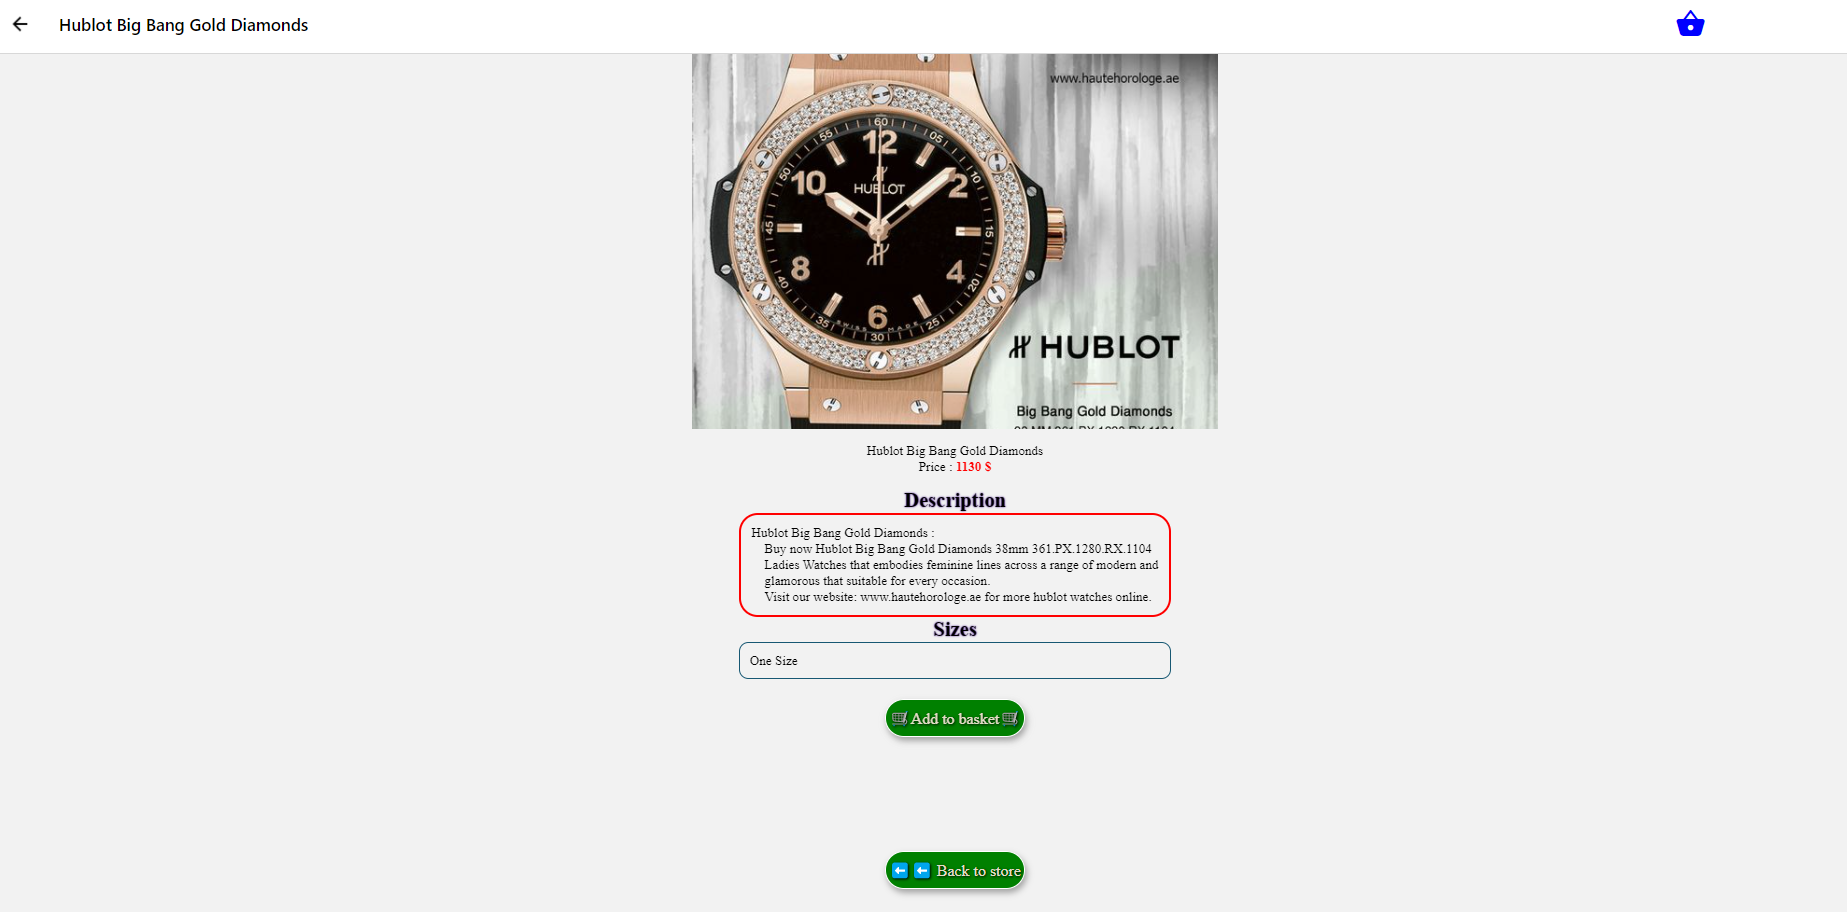 Hublot Big Bang Gold Diamonds
www.hautehorologe.ae
60
55
05
12
50
10
10
HUBLOT
2
45
15
8
4
40
20
6
35
SWISS
MADE
25
30
HUBLOT
Big Bang Gold Diamonds
Hublot Big Bang Gold Diamonds
Price : 1130 $
Description
Hublot Big Bang Gold Diamonds :
Buy now Hublot Big Bang Gold Diamonds 38mm 361.PX.1280.RX.1104
Ladies Watches that embodies feminine lines across a range of modern and
glamorous that suitable for every occasion.
Visit our website: www.hautehorologe.ae for more hublot watches online.
Sizes
One Size
Add to basket
Back to store